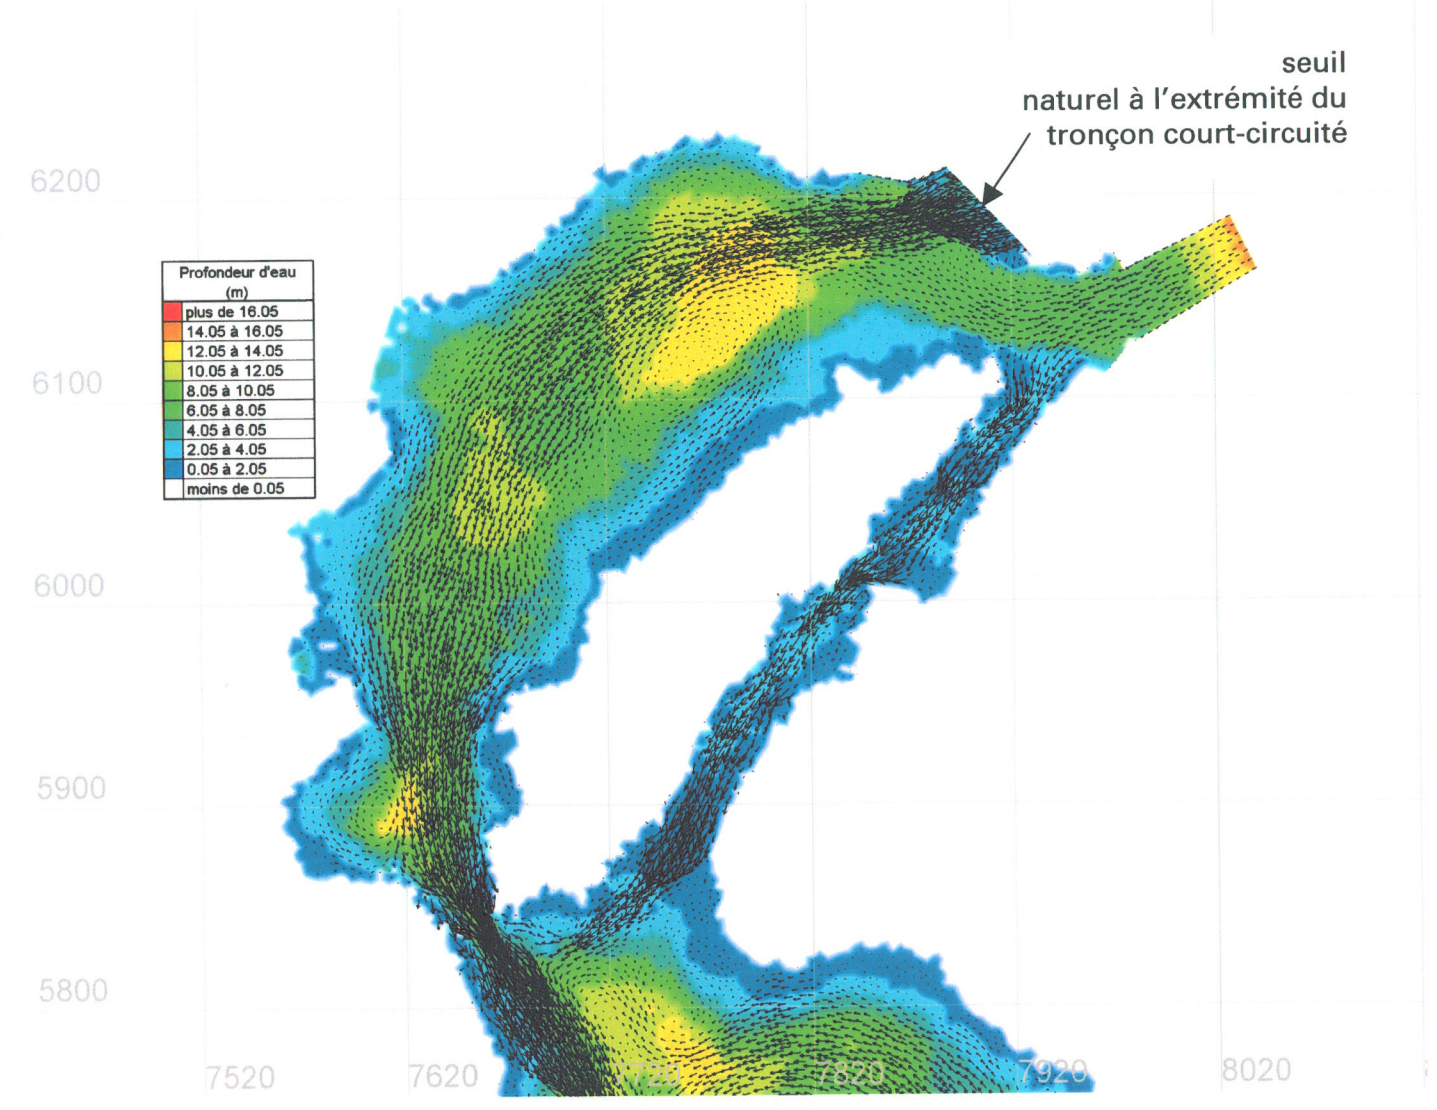 seuil
naturel à l'extrémité du
tronçon court-circuité
6200
6100
6000
5900
5800
Profondeur d'eau
(m)
plus de 16.05
14.05 à 16.05
12.05 à 14.05
10.05 à 12.05
8.05 à 10.05
6.05 à 8.05
4.05 à 6.05
2.05 à 4.05
0.05 à 2.05
moins de 0.05
7520
7620
7720
7820
7920
8020